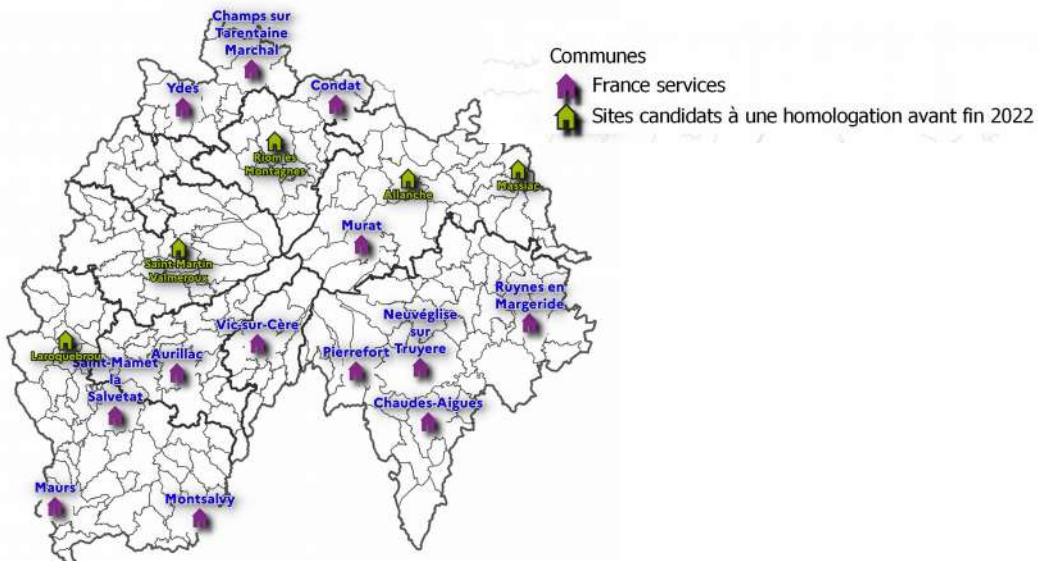 Champs sur
Tarentaine
Marchal
Ydes
Condat
Communes
France services
Sites candidats à une homologation avant fin 2022
Riom es
Montagnes
Allanche
Massiac
Murat
Saint-Martin
Valmeroux
Ruynes en
Margeride
Neuvéglise
sur
Truyere
Vic-sur-Cère
Pierrefort
Laroquebrou
Aurillac
Saint-Mamet
la
Salvetat
Chaudes-Aigues
Maurs
Montsalvy